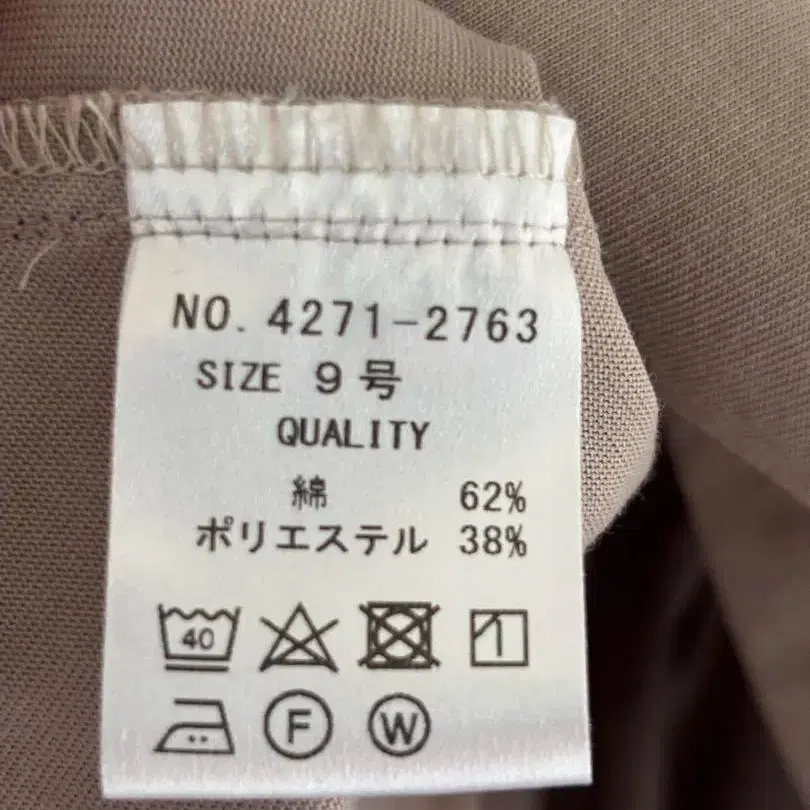 NO. 4271-2763
SIZE 9号
QUALITY
綿 62%
ポリエステル 38%
40
F W